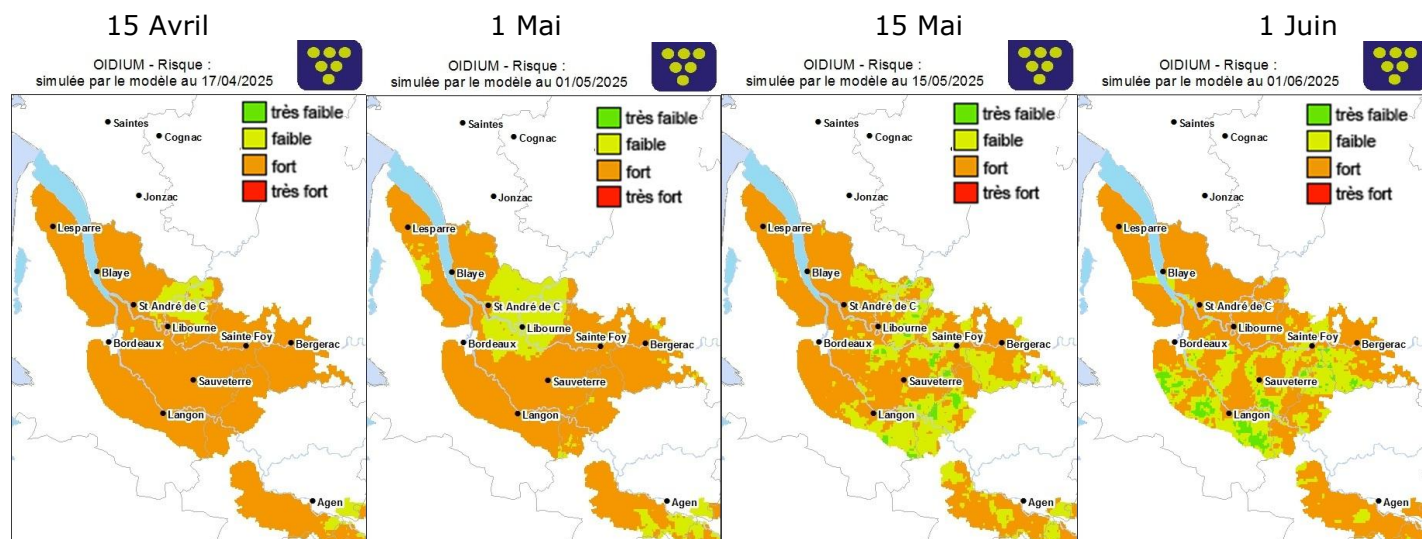 15 Avril
OIDIUM - Risque :
simulée par le modèle au 17/04/2025
très faible
faible
fort
très fort
Saintes
Cognac
Jonzac
Lesparre
Blaye
St André de C
Libourne
Sainte Foy
Bordeaux
Bergerac
Sauveterre
Langon
Agen
1 Mai
OIDIUM - Risque :
simulée par le modèle au 01/05/2025
très faible
faible
fort
très fort
Saintes
Cognac
Jonzac
Lesparre
Blaye
St André de C
Libourne
Sainte Foy
Bordeaux
Bergerac
Sauveterre
Langon
Agen
15 Mai
OIDIUM - Risque :
simulée par le modèle au 15/05/2025
très faible
faible
fort
très fort
Saintes
Cognac
Jonzac
Lesparre
Blaye
St André de C
Libourne
Sainte Foy
Bordeaux
Bergerac
Sauveterre
Langon
Agen
1 Juin
OIDIUM - Risque :
simulée par le modèle au 01/06/2025
très faible
faible
fort
très fort
Saintes
Cognac
Jonzac
Lesparre
Blaye
St André de C
Libourne
Sainte Foy
Bordeaux
Bergerac
Sauveterre
Langon
Agen